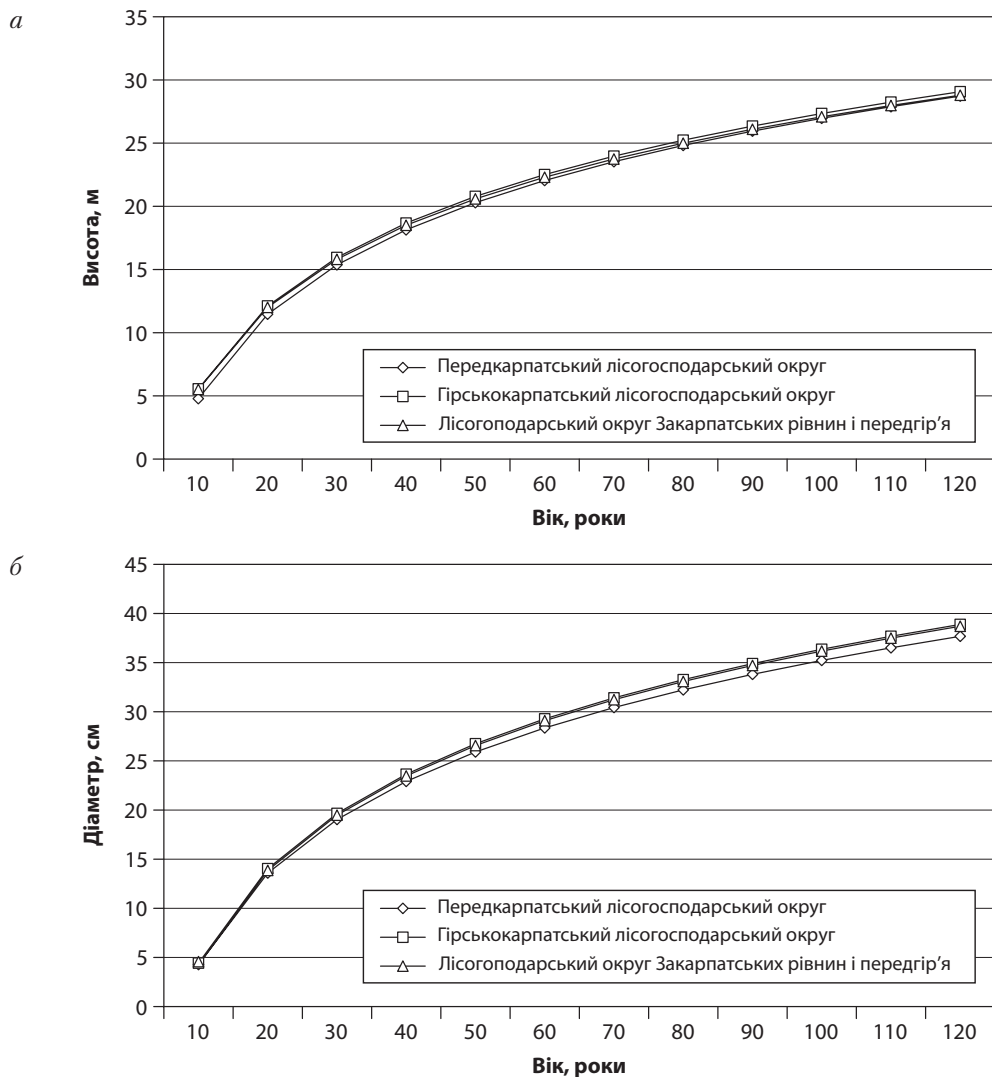 а
35
30
25
20
15
10
5
0
Висота, м
Передкарпатський лісогосподарський округ
Гірськокарпатський лісогосподарський округ
Лісогоподарський округ Закарпатських рівнин і передгір’я
10 20 30 40 50 60 70 80 90 100 110 120
Вік, роки
б
45
40
35
30
25
20
15
10
5
0
Діаметр, см
Передкарпатський лісогосподарський округ
Гірськокарпатський лісогосподарський округ
Лісогоподарський округ Закарпатських рівнин і передгір’я
10 20 30 40 50 60 70 80 90 100 110 120
Вік, роки